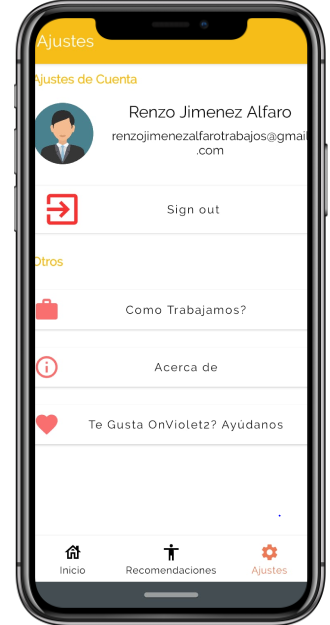 Ajustes
Ajustes de Cuenta
Renzo Jimenez Alfaro
renzojimenezalfarotrabajos@gmail
.com
Sign out
Otros
Como Trabajamos?
Acerca de
Te Gusta OnViolet2? Ayúdanos
Inicio
Recomendaciones
Ajustes